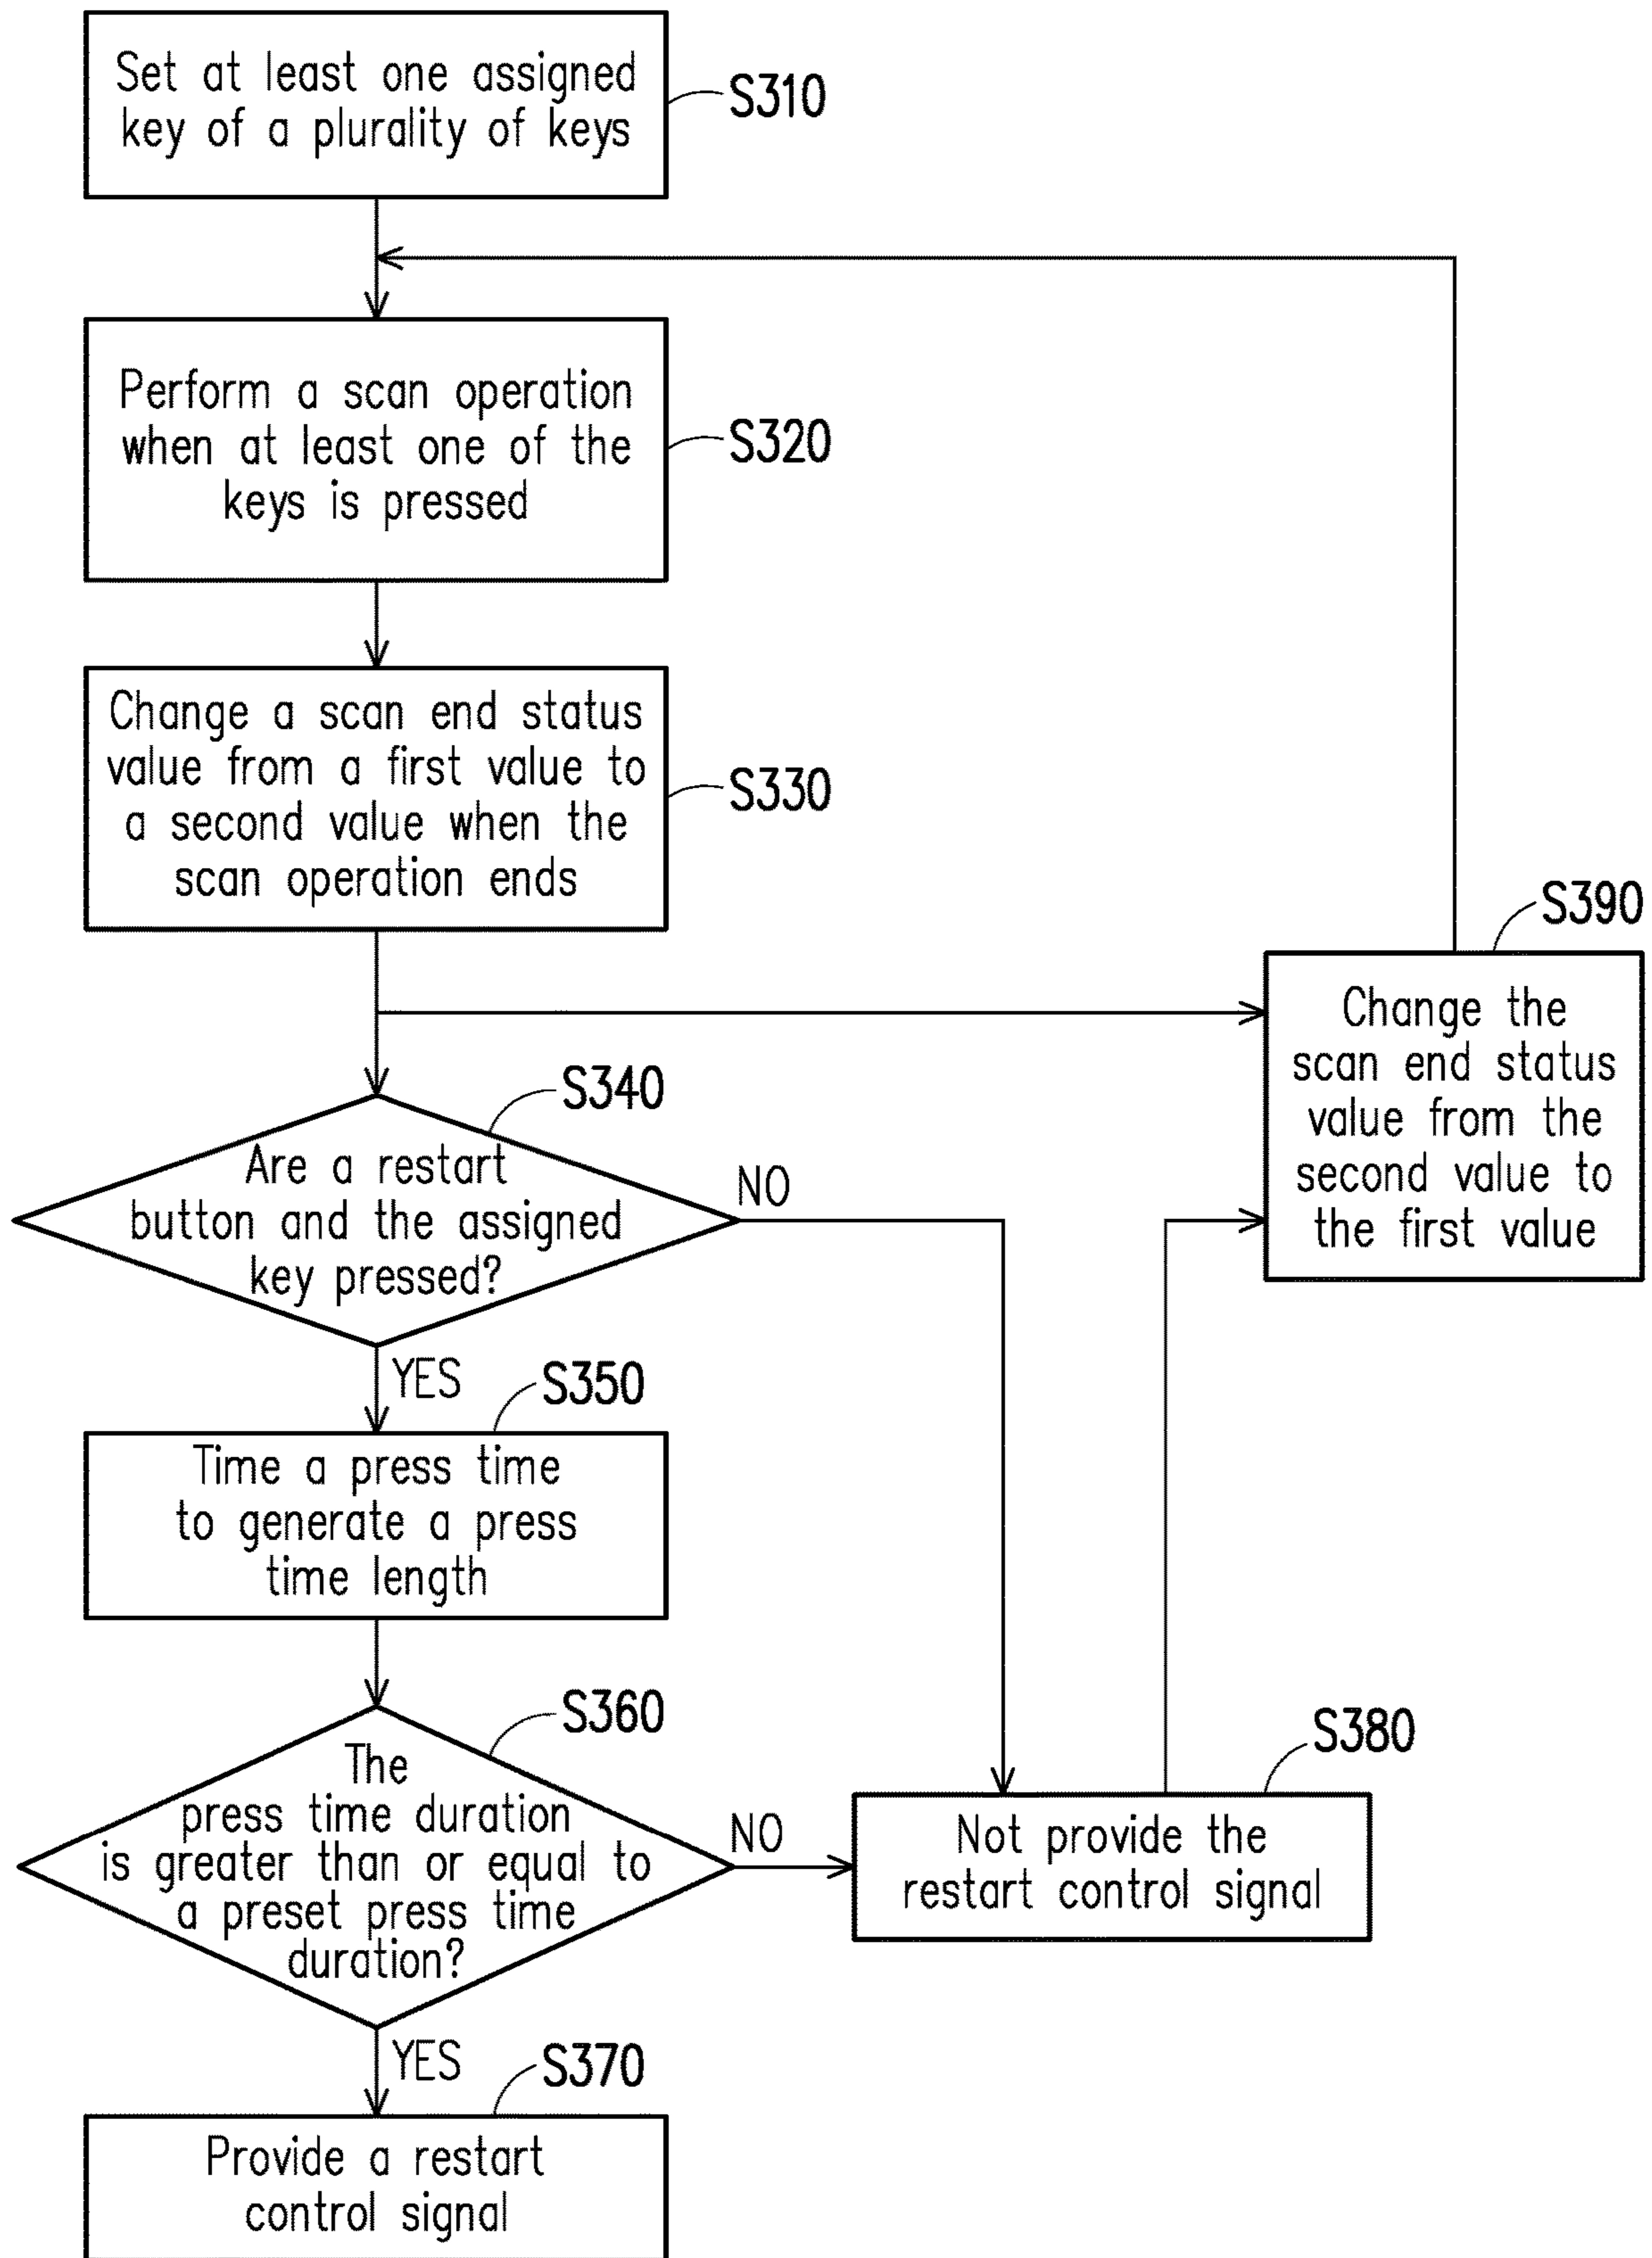 Set at least one assigned
key of a plurality of keys
S310
Perform a scan operation
when at least one of the
keys is pressed
S320
Change a scan end status
value from a first value to
a second value when the
scan operation ends
S330
S390
Change the
scan end status
value from the
second value to
the first value
S340
Are a restart
button and the assigned
key pressed?
NO
YES
S350
Time a press time
to generate a press
time length
S360
The
press time duration
is greater than or equal to
a preset press time
duration?
NO
S380
Not provide the
restart control signal
YES
S370
Provide a restart
control signal